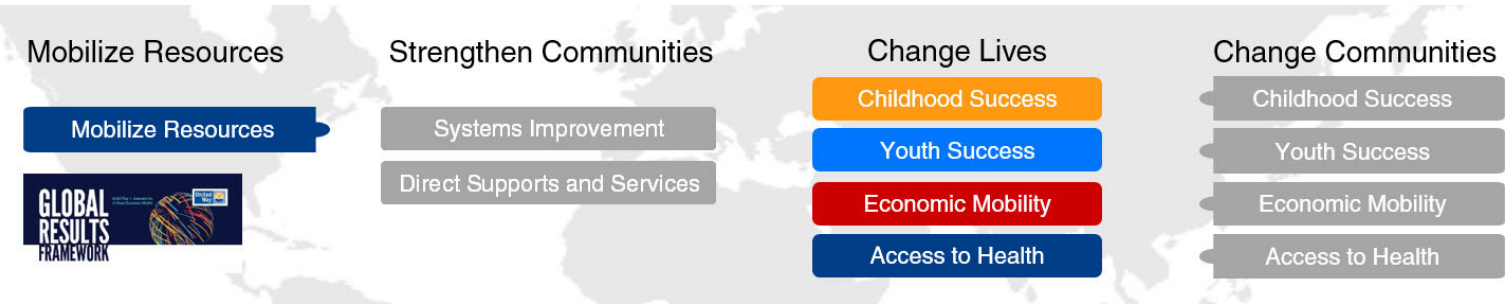 Mobilize Resources
Strengthen Communities
Change Lives
Change Communities
Mobilize Resources
GLOBAL
RESULTS
FRAMEWORK
United
Way
Systems Improvement
Direct Supports and Services
Childhood Success
Youth Success
Economic Mobility
Access to Health
Childhood Success
Youth Success
Economic Mobility
Access to Health